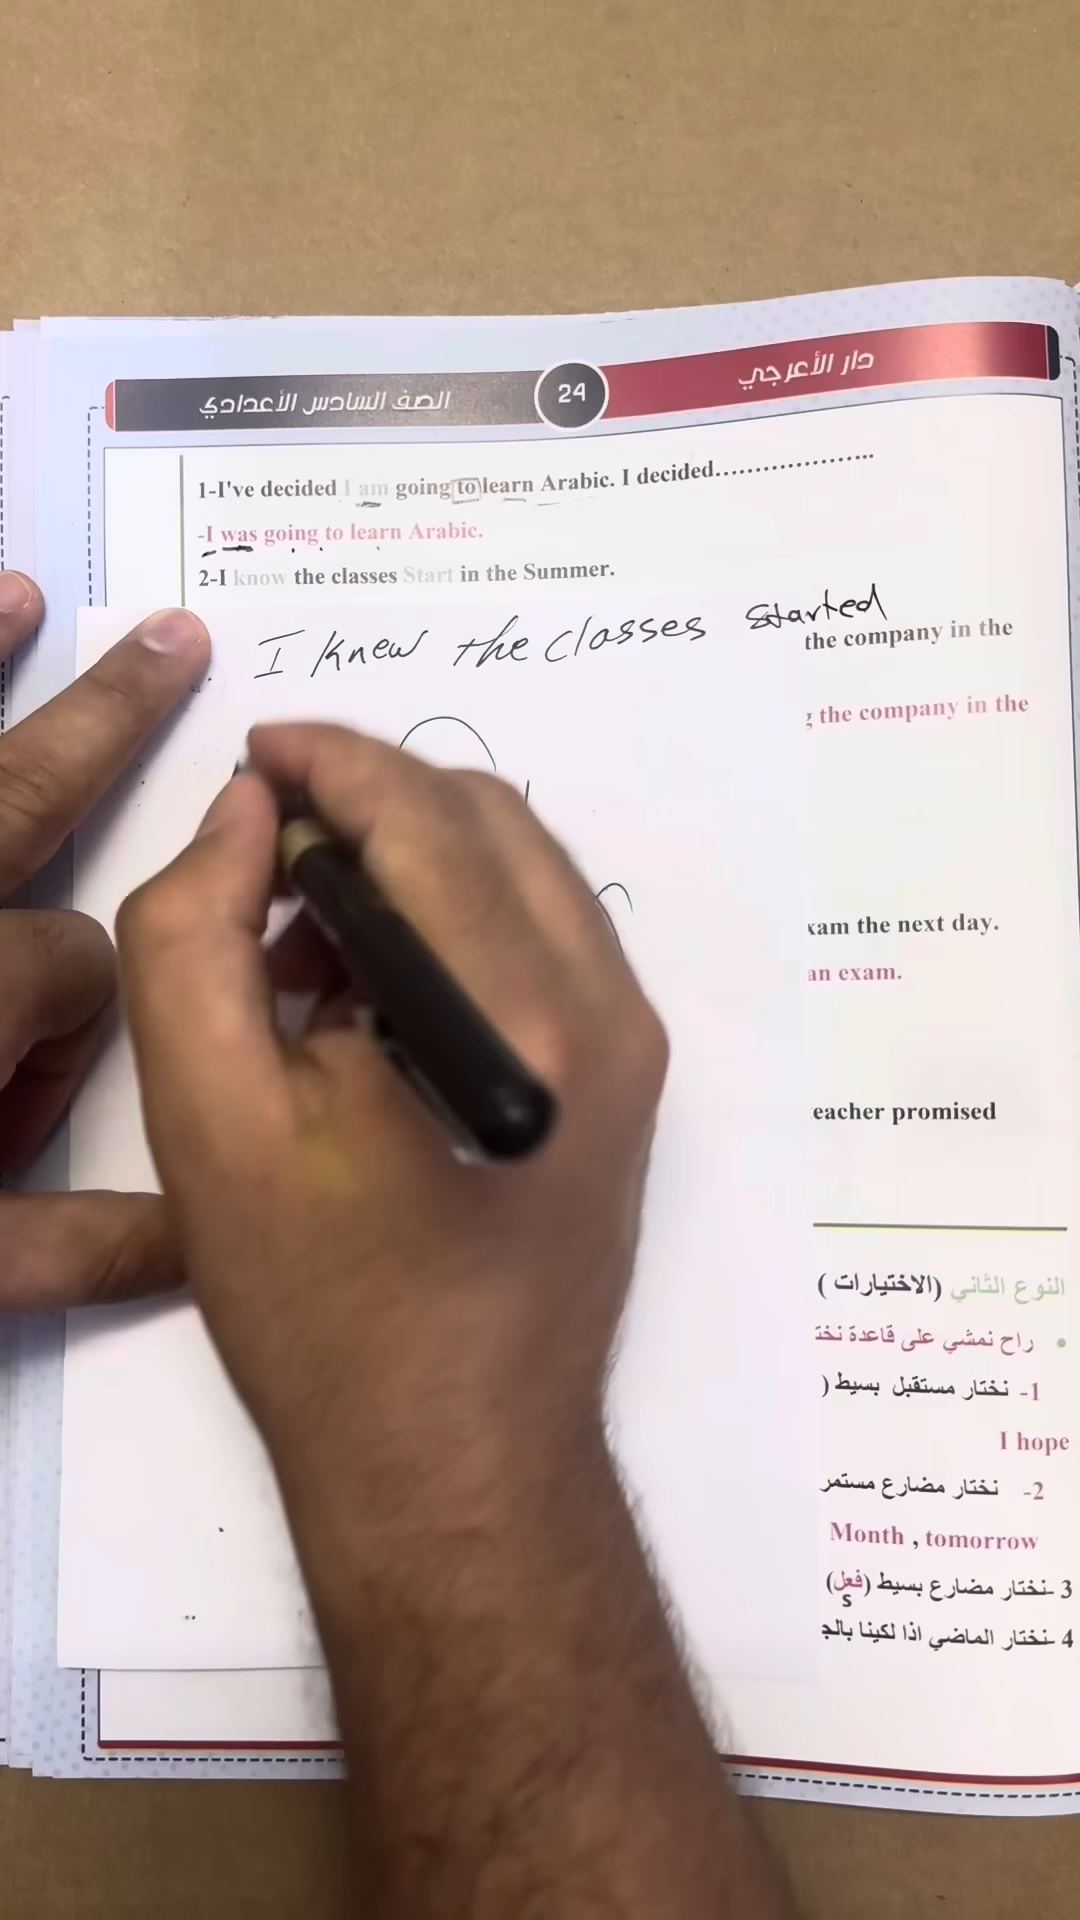 دار الأعرجي
24
الصف السادس الأعدادي
1-I've decided I am going to learn Arabic. I decided....................
-I was going to learn Arabic.
2-I know the classes Start in the Summer.
I knew the classes started
the company in the
the company in the
exam the next day.
an exam.
eacher promised
النوع الثاني (الاختيارات )
• راح نمشي على قاعدة نخت
1- نختار مستقبل بسيط (
I hope
2- نختار مضارع مستمر
Month , tomorrow
3 -نختار مضارع بسيط (فعل)
s
4 -نختار الماضي اذا لكينا بالج